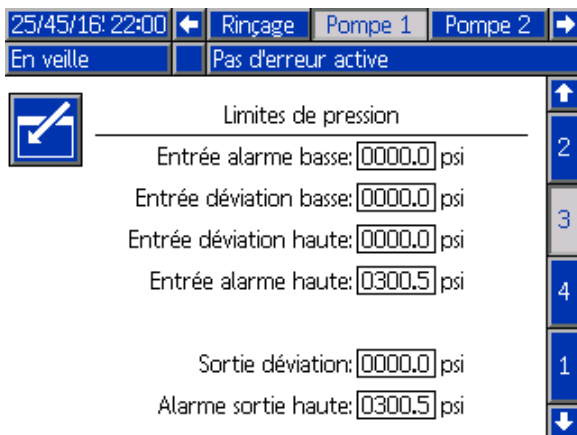 25/45/16! 22:00 Rinçage Pompe 1 Pompe 2
En veille Pas d'erreur active
Limites de pression
Entrée alarme basse: 0000.0 psi
Entrée déviation basse: 0000.0 psi
Entrée déviation haute: 0000.0 psi
Entrée alarme haute: 0300.5 psi
Sortie déviation: 0000.0 psi
Alarme sortie haute: 0300.5 psi
2
3
4
1